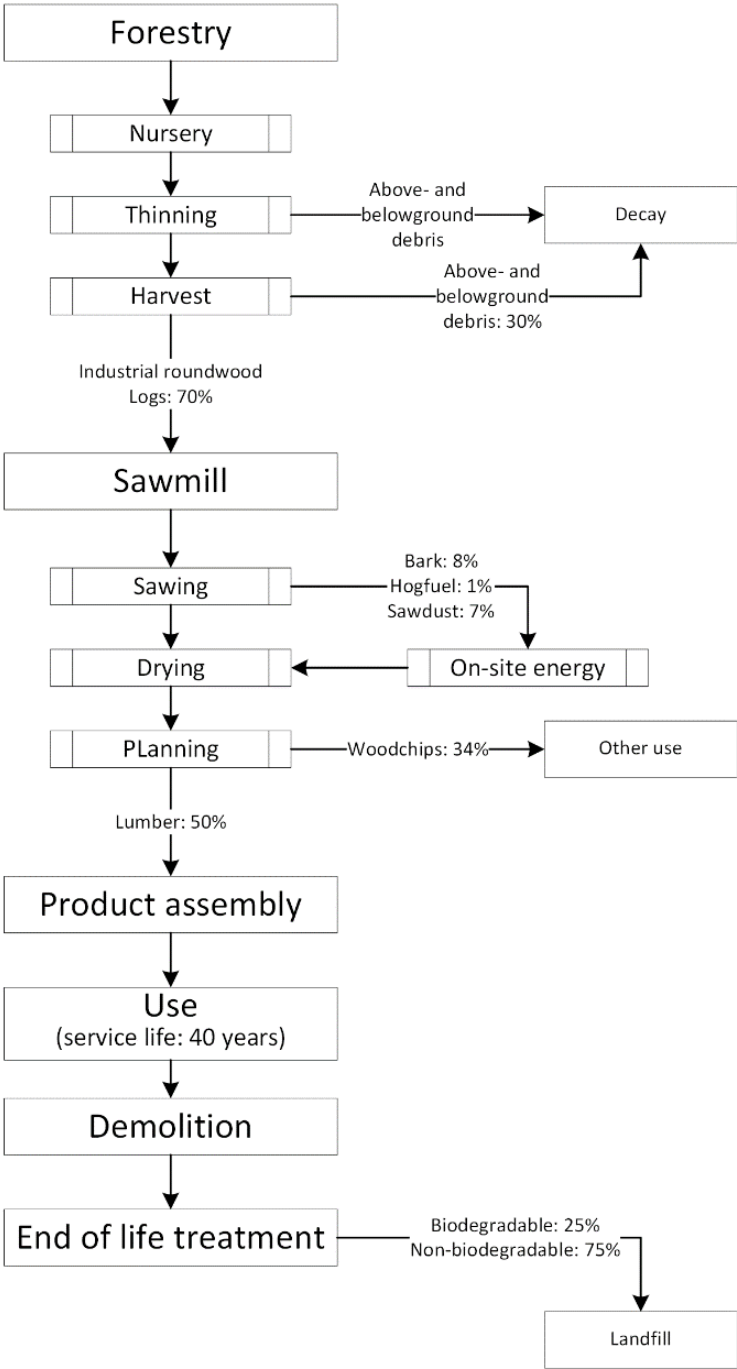 Forestry
Nursery
Thinning
Above- and
belowground
debris
Decay
Harvest
Above- and
belowground
debris: 30%
Industrial roundwood
Logs: 70%
Sawmill
Sawing
Bark: 8%
Hogfuel: 1%
Sawdust: 7%
Drying
On-site energy
PLanning
Woodchips: 34%
Other use
Lumber: 50%
Product assembly
Use
(service life: 40 years)
Demolition
End of life treatment
Biodegradable: 25%
Non-biodegradable: 75%
Landfill